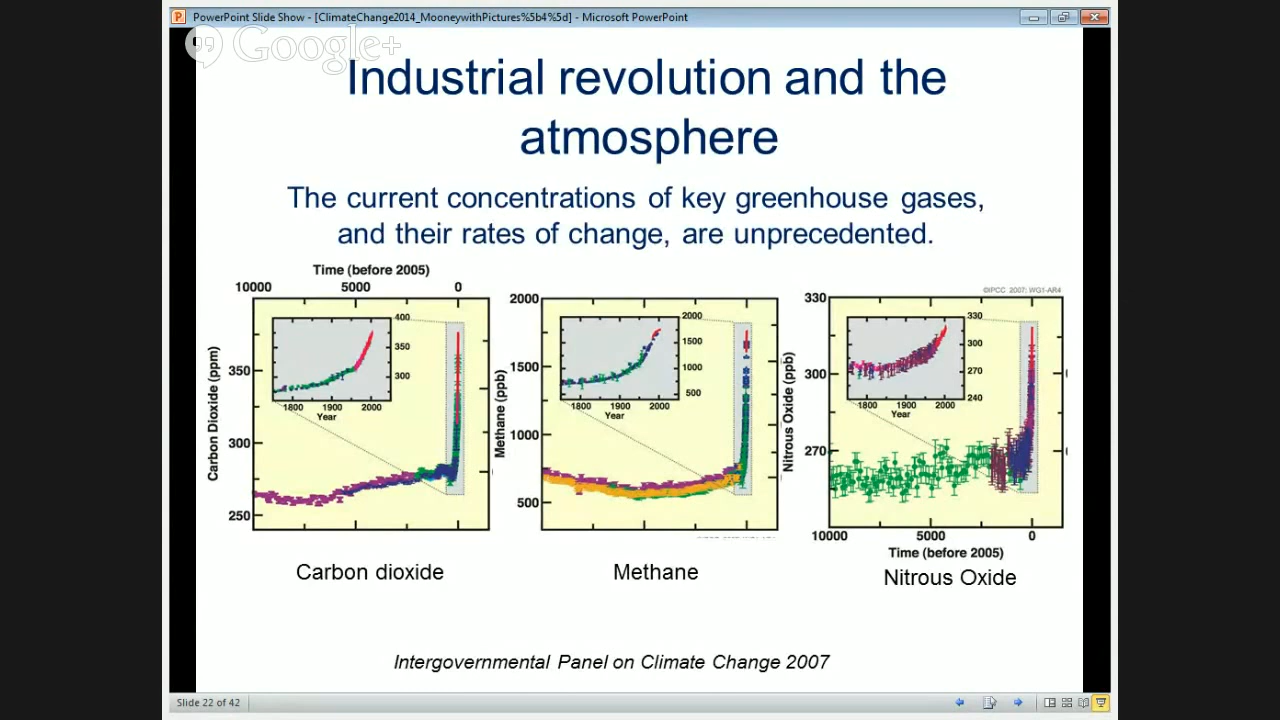 PowerPoint Slide Show - [ClimateChange2014_MooneywithPictures%5b4%5d] - Microsoft PowerPoint
Google+
Industrial revolution and the
atmosphere
The current concentrations of key greenhouse gases,
and their rates of change, are unprecedented.
Time (before 2005)
10000 5000 0
Carbon Dioxide (ppm)
350
300
250
400
350
300
1800 1900 2000
Year
Methane (ppb)
2000
1500
1000
500
2000
1500
1000
500
1800 1900 2000
Year
©IPCC 2007: WG1-AR4
Nitrous Oxide (ppb)
330
300
270
330
300
270
240
1800 1900 2000
Year
10000 5000 0
Time (before 2005)
Carbon dioxide
Methane
Nitrous Oxide
Intergovernmental Panel on Climate Change 2007
Slide 22 of 42